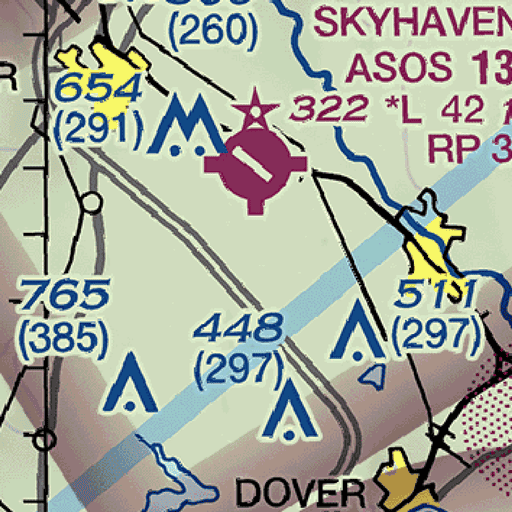 (260)
SKYHAVEN
ASOS 13
322 *L 42
RP 3
R
654
(291)
765
(385)
448
(297)
511
(297)
DOVER